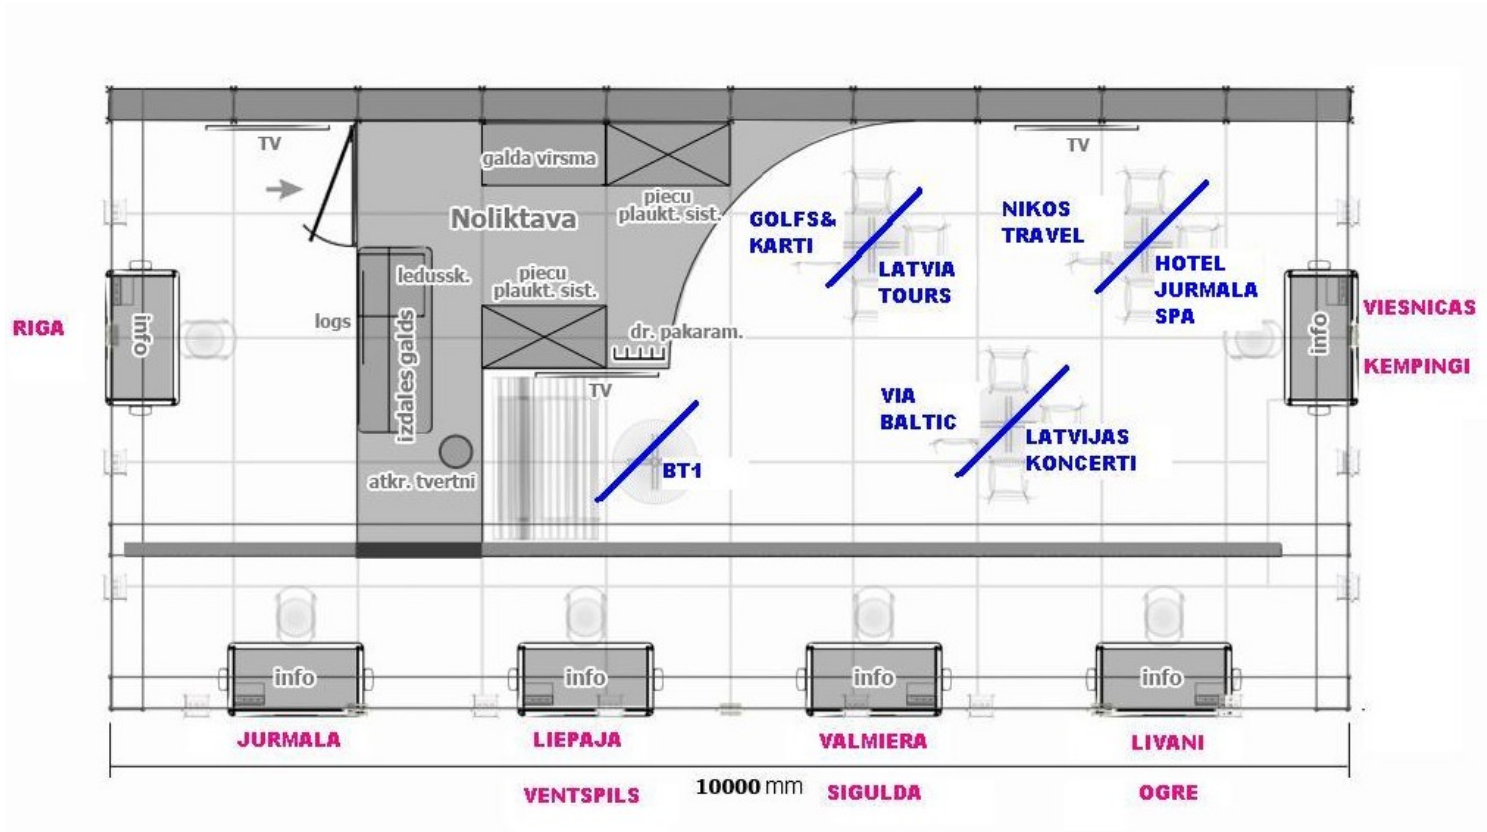 TV
TV
galda virsma
piecu
plaukt. sist.
Noliktava
GOLFS&
KARTI
LATVIA
TOURS
NIKOS
TRAVEL
HOTEL
JURMALA
SPA
ledussk.
piecu
plaukt. sist.
RIGA
info
logs
izdales galds
dr. pakaram.
info
VIESNICAS
KEMPINGI
TV
VIA
BALTIC
LATVIJAS
KONCERTI
BT1
atkr. tvertni
info
info
info
info
JURMALA
LIEPAJA
VALMIERA
LIVANI
10000 mm
VENTSPILS
SIGULDA
OGRE